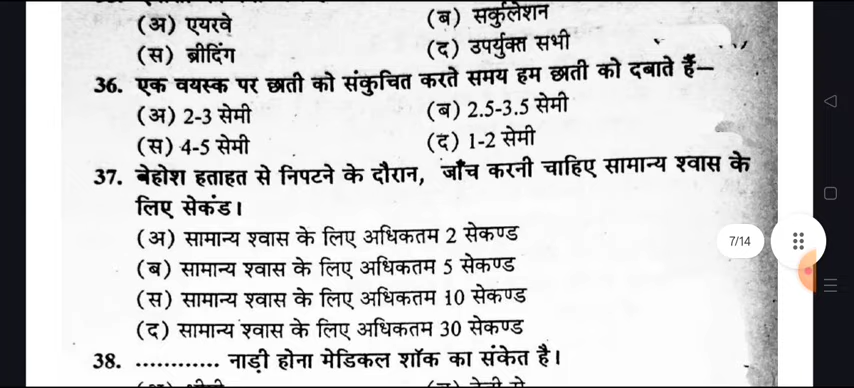 (अ) एयरवे (ब) सर्कुलेशन
(स) ब्रीदिंग (द) उपर्युक्त सभी
36. एक वयस्क पर छाती को संकुचित करते समय हम छाती को दबाते हैं—
(अ) 2-3 सेमी (ब) 2.5-3.5 सेमी
(स) 4-5 सेमी (द) 1-2 सेमी
37. बेहोश हताहत से निपटने के दौरान, जाँच करनी चाहिए सामान्य श्वास के
लिए सेकंड।
(अ) सामान्य श्वास के लिए अधिकतम 2 सेकण्ड
(ब) सामान्य श्वास के लिए अधिकतम 5 सेकण्ड
7/14
(स) सामान्य श्वास के लिए अधिकतम 10 सेकण्ड
(द) सामान्य श्वास के लिए अधिकतम 30 सेकण्ड
38. ............ नाड़ी होना मेडिकल शॉक का संकेत है।